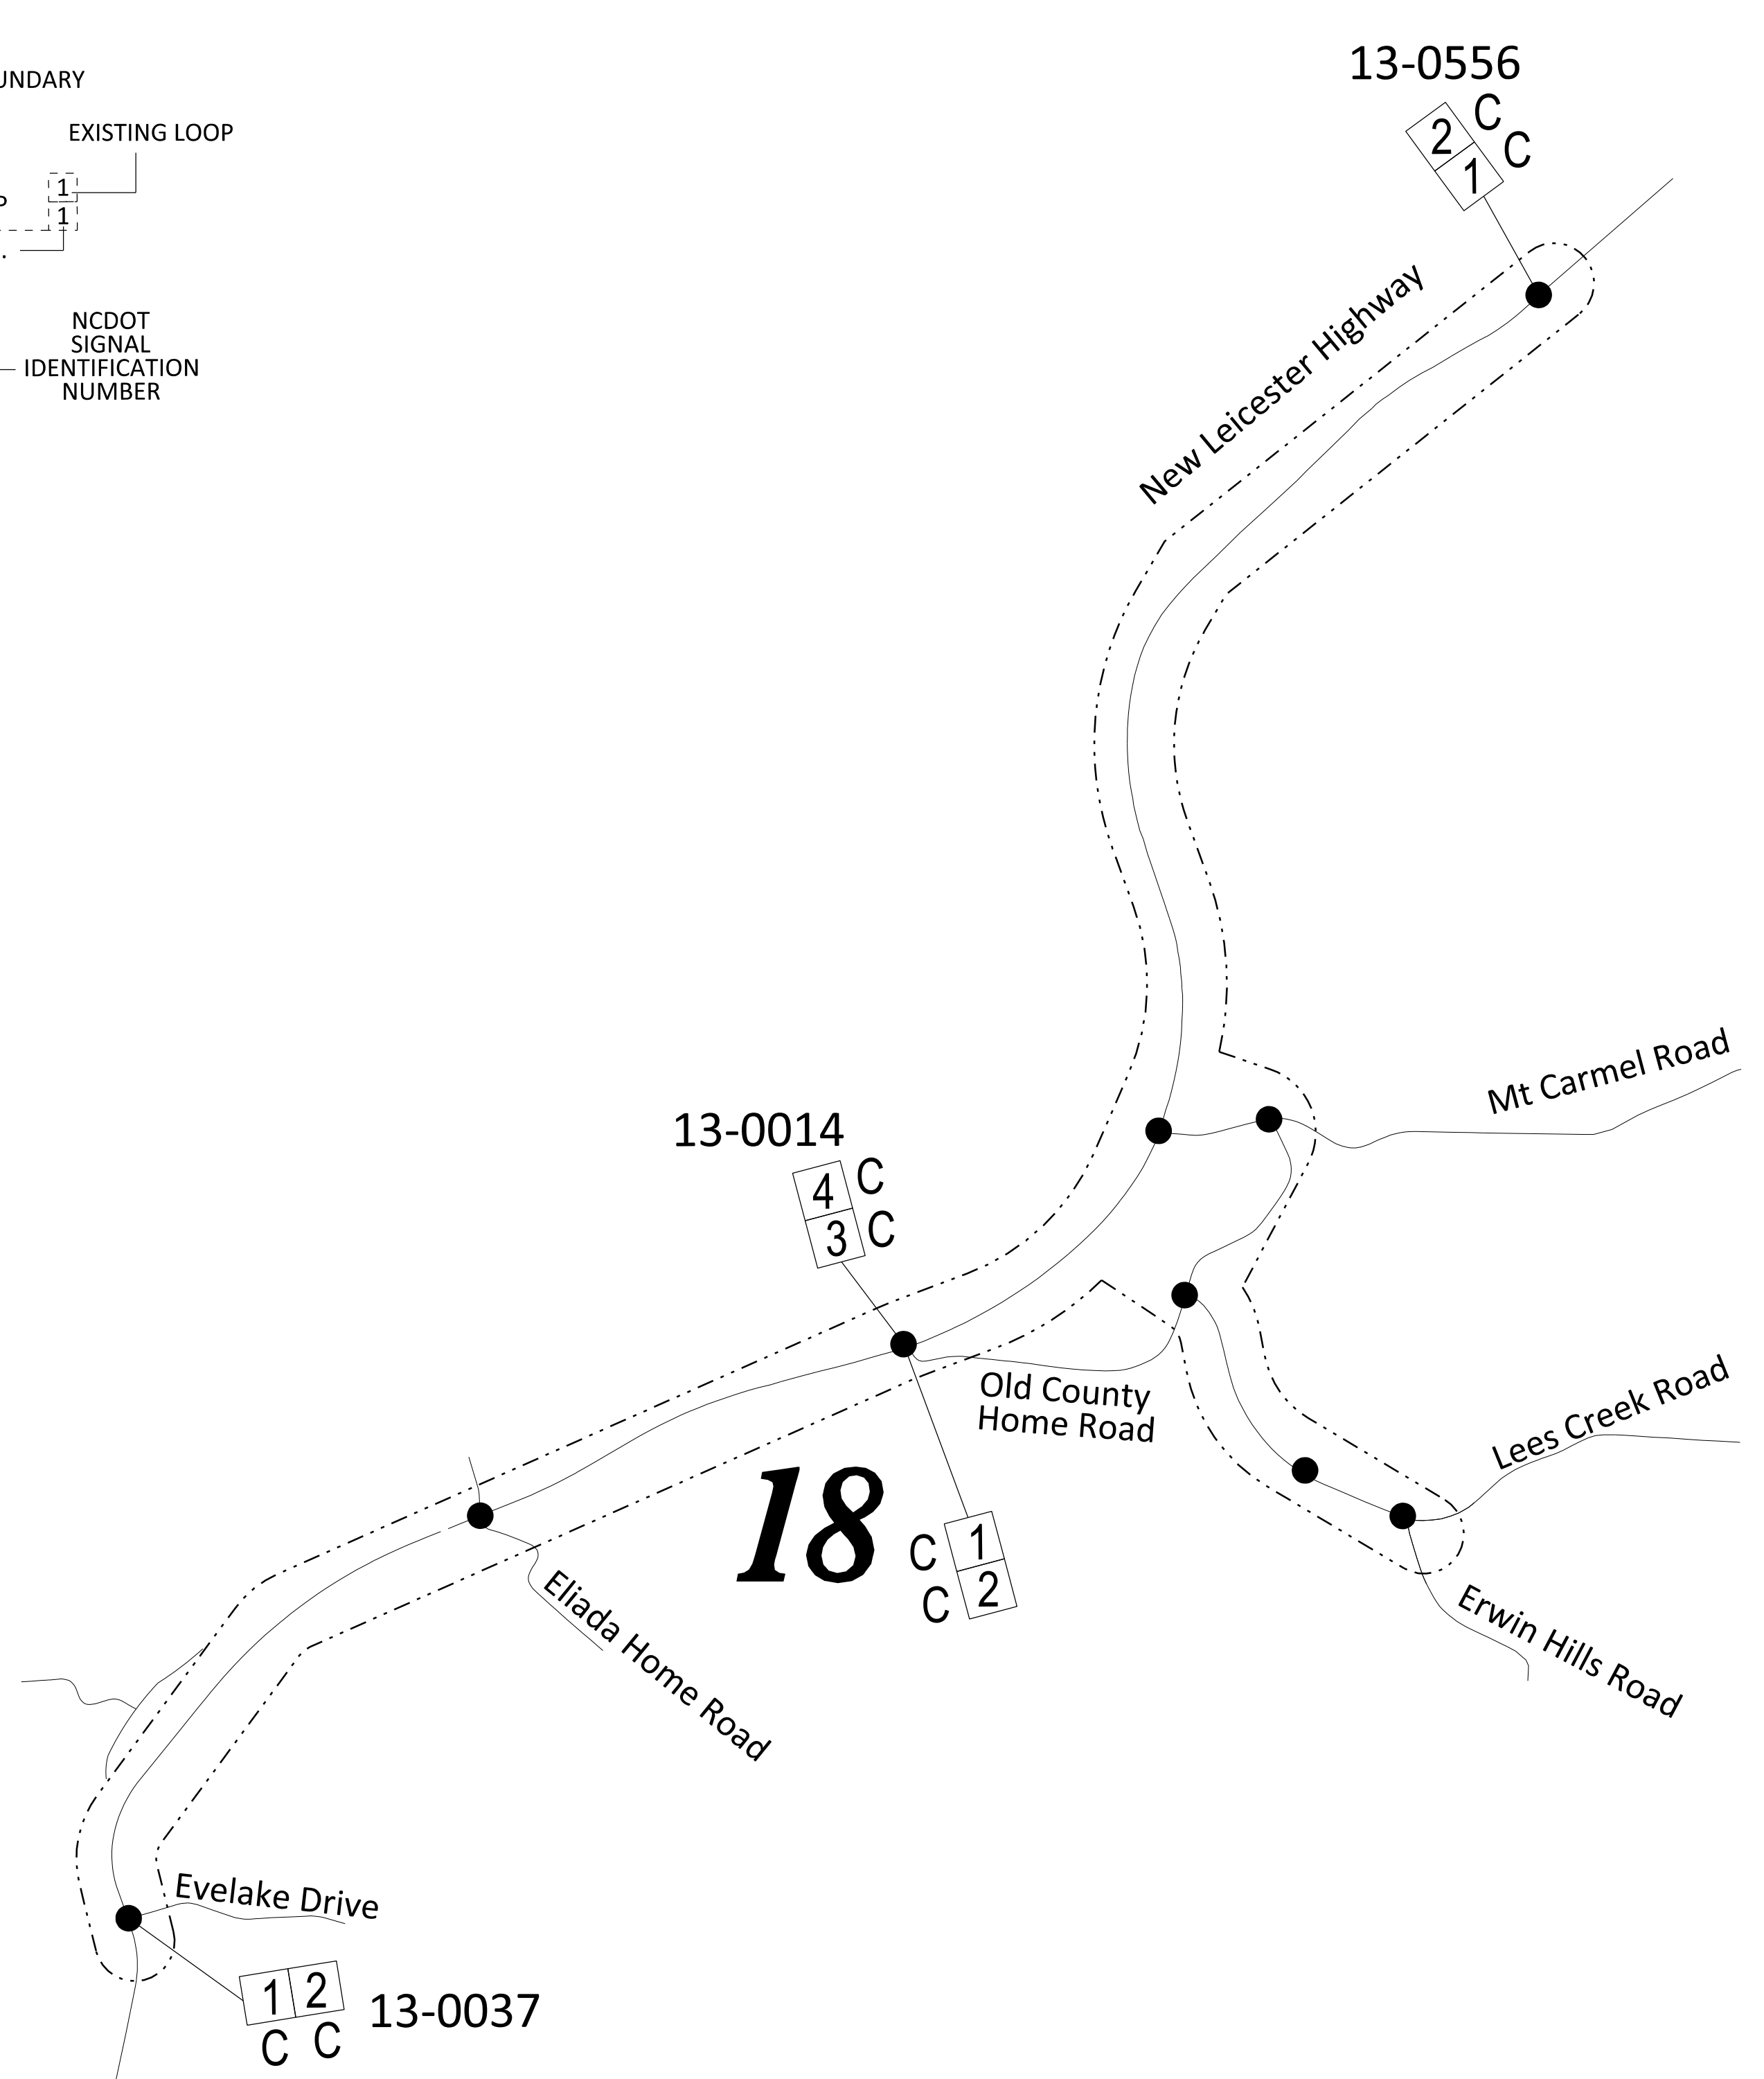 13-0556
UNDARY
2 C
EXISTING LOOP
1 C
1
P
1
.
New Leicester Highway
NCDOT
SIGNAL
IDENTIFICATION
NUMBER
Mt Carmel Road
13-0014
4 C
3 C
Old County
Home Road
Lees Creek Road
18
C 1
C 2
Eliada Home Road
Erwin Hills Road
Evelake Drive
1 2
13-0037
C C